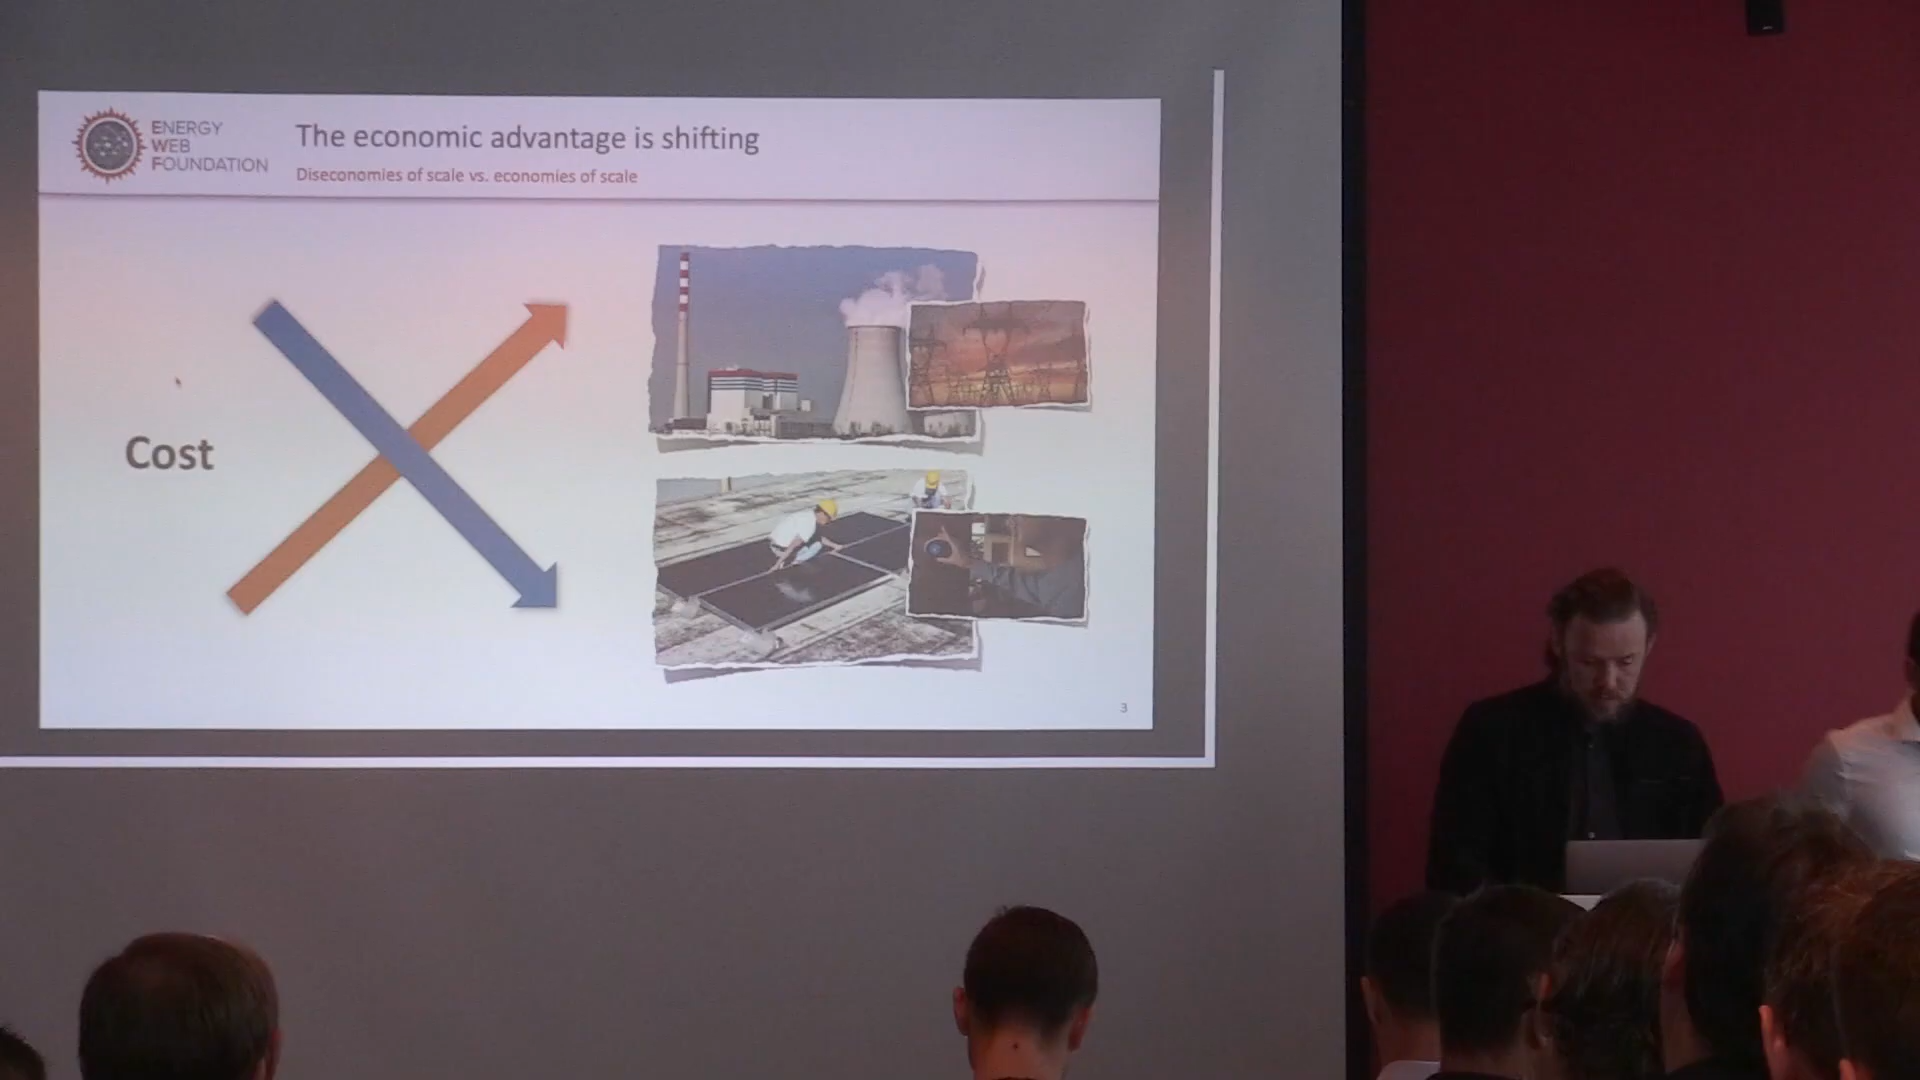 ENERGY
WEB
FOUNDATION
The economic advantage is shifting
Diseconomies of scale vs. economies of scale
Cost
3